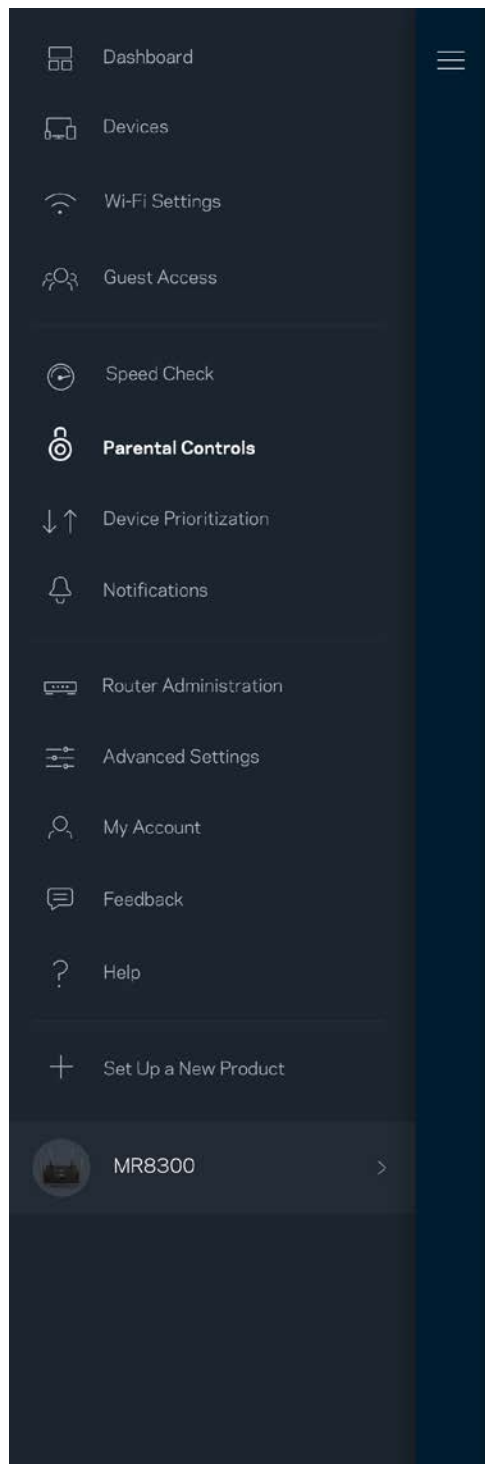 Dashboard
Devices
Wi-Fi Settings
Guest Access
Speed Check
Parental Controls
Device Prioritization
Notifications
Router Administration
Advanced Settings
My Account
Feedback
Help
Set Up a New Product
MR8300